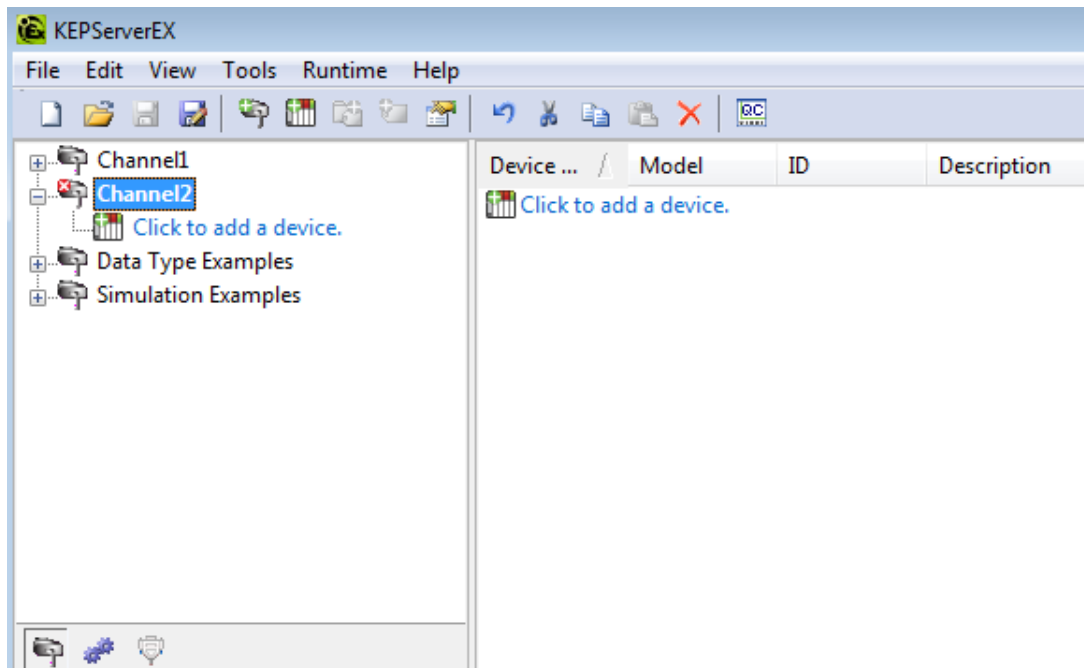 KEPServerEX
File Edit View Tools Runtime Help
QC
Channel1
Channel2
Click to add a device.
Data Type Examples
Simulation Examples
Device ... Model ID Description
Click to add a device.